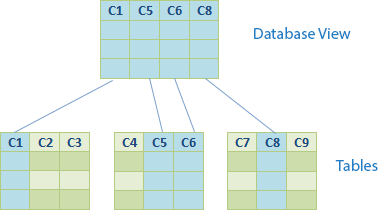 C1 C5 C6 C8
Database View
C1 C2 C3
C4 C5 C6
C7 C8 C9
Tables